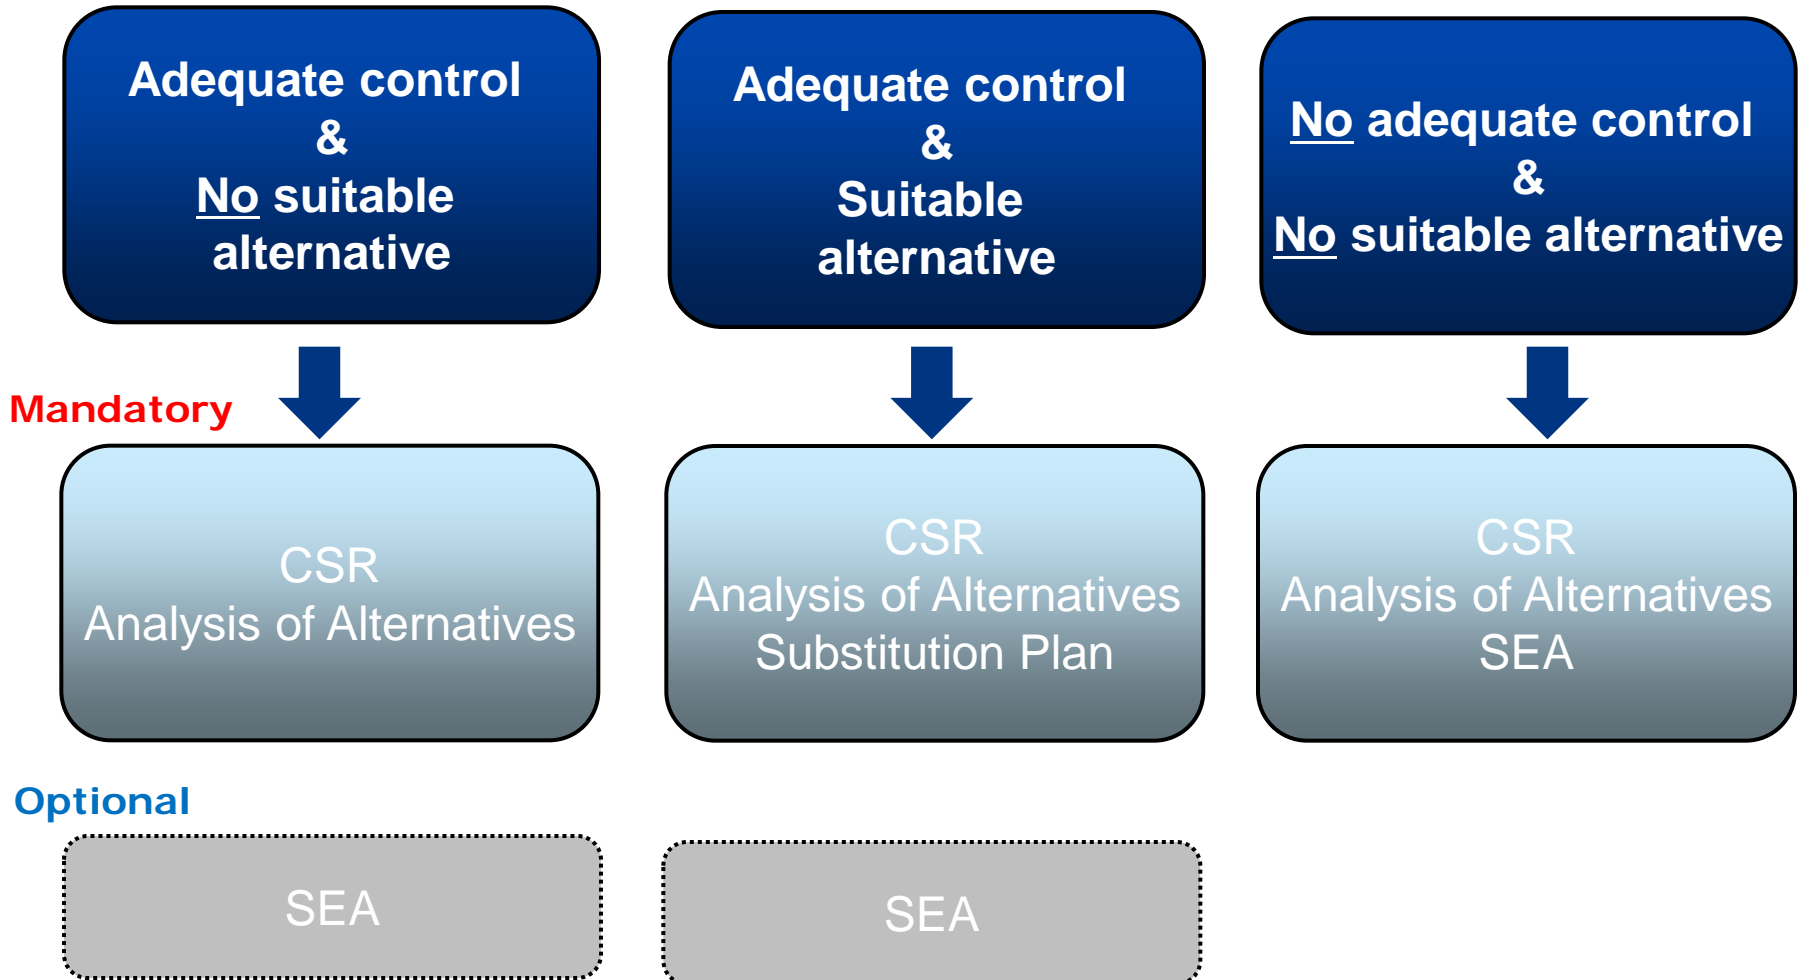 Adequate control
&
No suitable
alternative
Adequate control
&
Suitable
alternative
No adequate control
&
No suitable alternative
Mandatory
CSR
Analysis of Alternatives
CSR
Analysis of Alternatives
Substitution Plan
CSR
Analysis of Alternatives
SEA
Optional
SEA
SEA